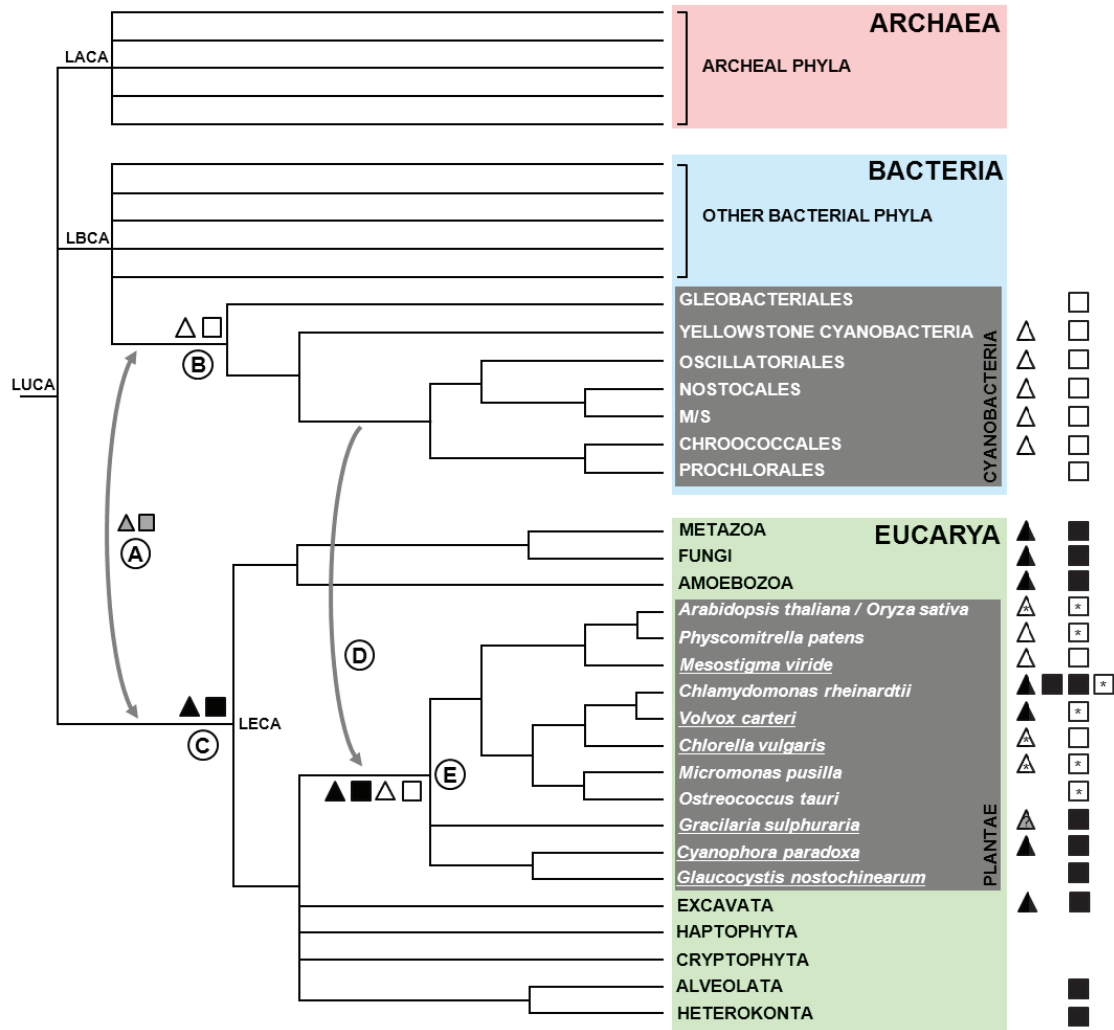 ARCHAEA
LACA
ARCHEAL PHYLA
BACTERIA
OTHER BACTERIAL PHYLA
LBCA
GLEOBACTERIALES
YELLOWSTONE CYANOBACTERIA
OSCILLATORIALES
NOSTOCALES
M/S
CHROOCOCCALES
PROCHLORALES
CYANOBACTERIA
B
LUCA
A
METAZOA
EUCARYA
FUNGI
AMOEBOZOA
Arabidopsis thaliana / Oryza sativa * *
Physcomitrella patens *
Mesostigma viride
Chlamydomonas rheinardtii *
Volvox carteri *
Chlorella vulgaris *
Micromonas pusilla * *
Ostreococcus tauri *
Gracilaria sulphuraria ?
Cyanophora paradoxa
Glaucocystis nostochinearum
PLANTAE
D
C
LECA
E
EXCAVATA
HAPTOPHYTA
CRYPTOPHYTA
ALVEOLATA
HETEROKONTA